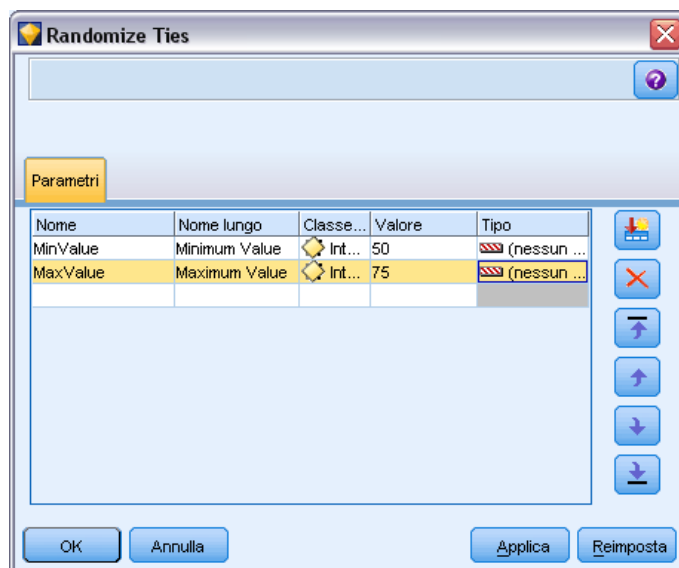 Randomize Ties
?
Parametri
Nome Nome lungo Classe... Valore Tipo
MinValue Minimum Value Int... 50 (nessun ...
MaxValue Maximum Value Int... 75 (nessun ...
OK Annulla Applica Reimposta